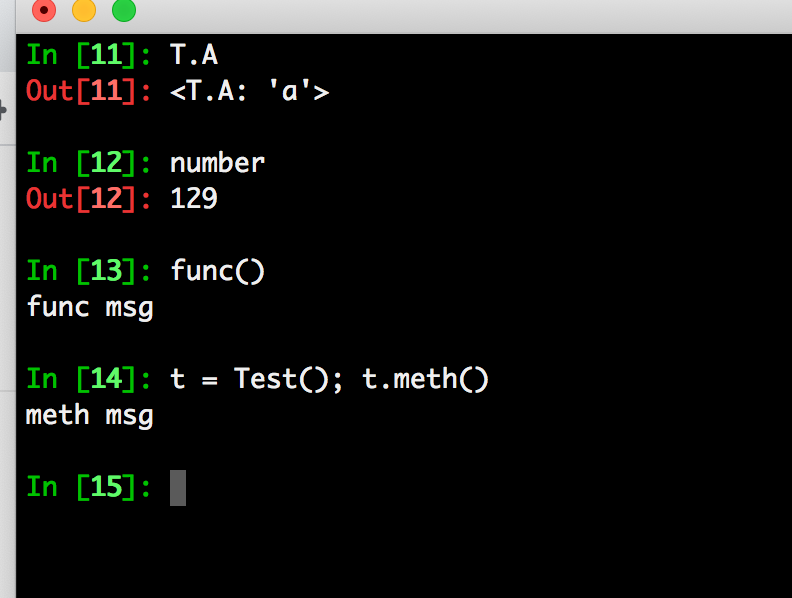 In [11]: T.A
Out[11]: <T.A: 'a'>
In [12]: number
Out[12]: 129
In [13]: func()
func msg
In [14]: t = Test(); t.meth()
meth msg
In [15]: